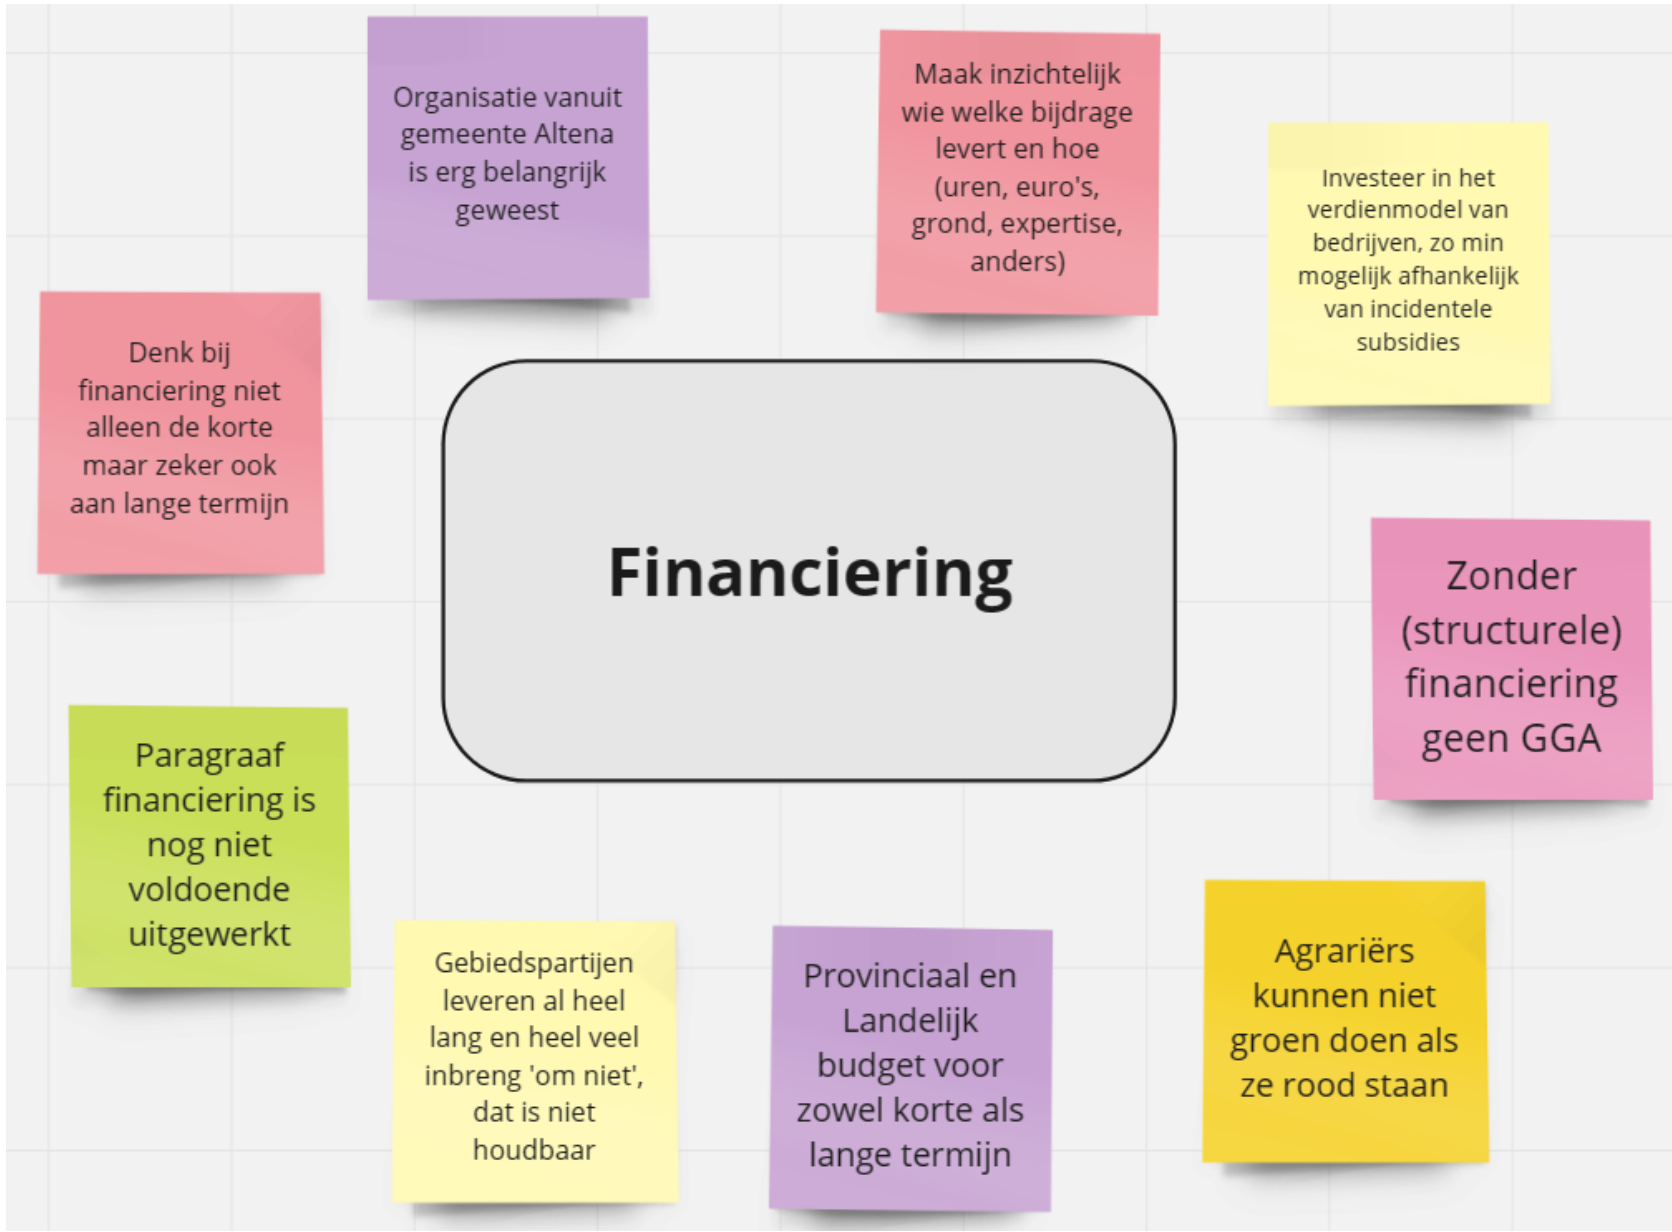 Organisatie vanuit
gemeente Altena
is erg belangrijk
geweest
Maak inzichtelijk
wie welke bijdrage
levert en hoe
(uren, euro's,
grond, expertise,
anders)
Investeer in het
verdienmodel van
bedrijven, zo min
mogelijk afhankelijk
van incidentele
subsidies
Denk bij
financiering niet
alleen de korte
maar zeker ook
aan lange termijn
Financiering
Zonder
(structurele)
financiering
geen GGA
Paragraaf
financiering is
nog niet
voldoende
uitgewerkt
Gebiedspartijen
leveren al heel
lang en heel veel
inbreng 'om niet',
dat is niet
houdbaar
Provinciaal en
Landelijk
budget voor
zowel korte als
lange termijn
Agrariërs
kunnen niet
groen doen als
ze rood staan